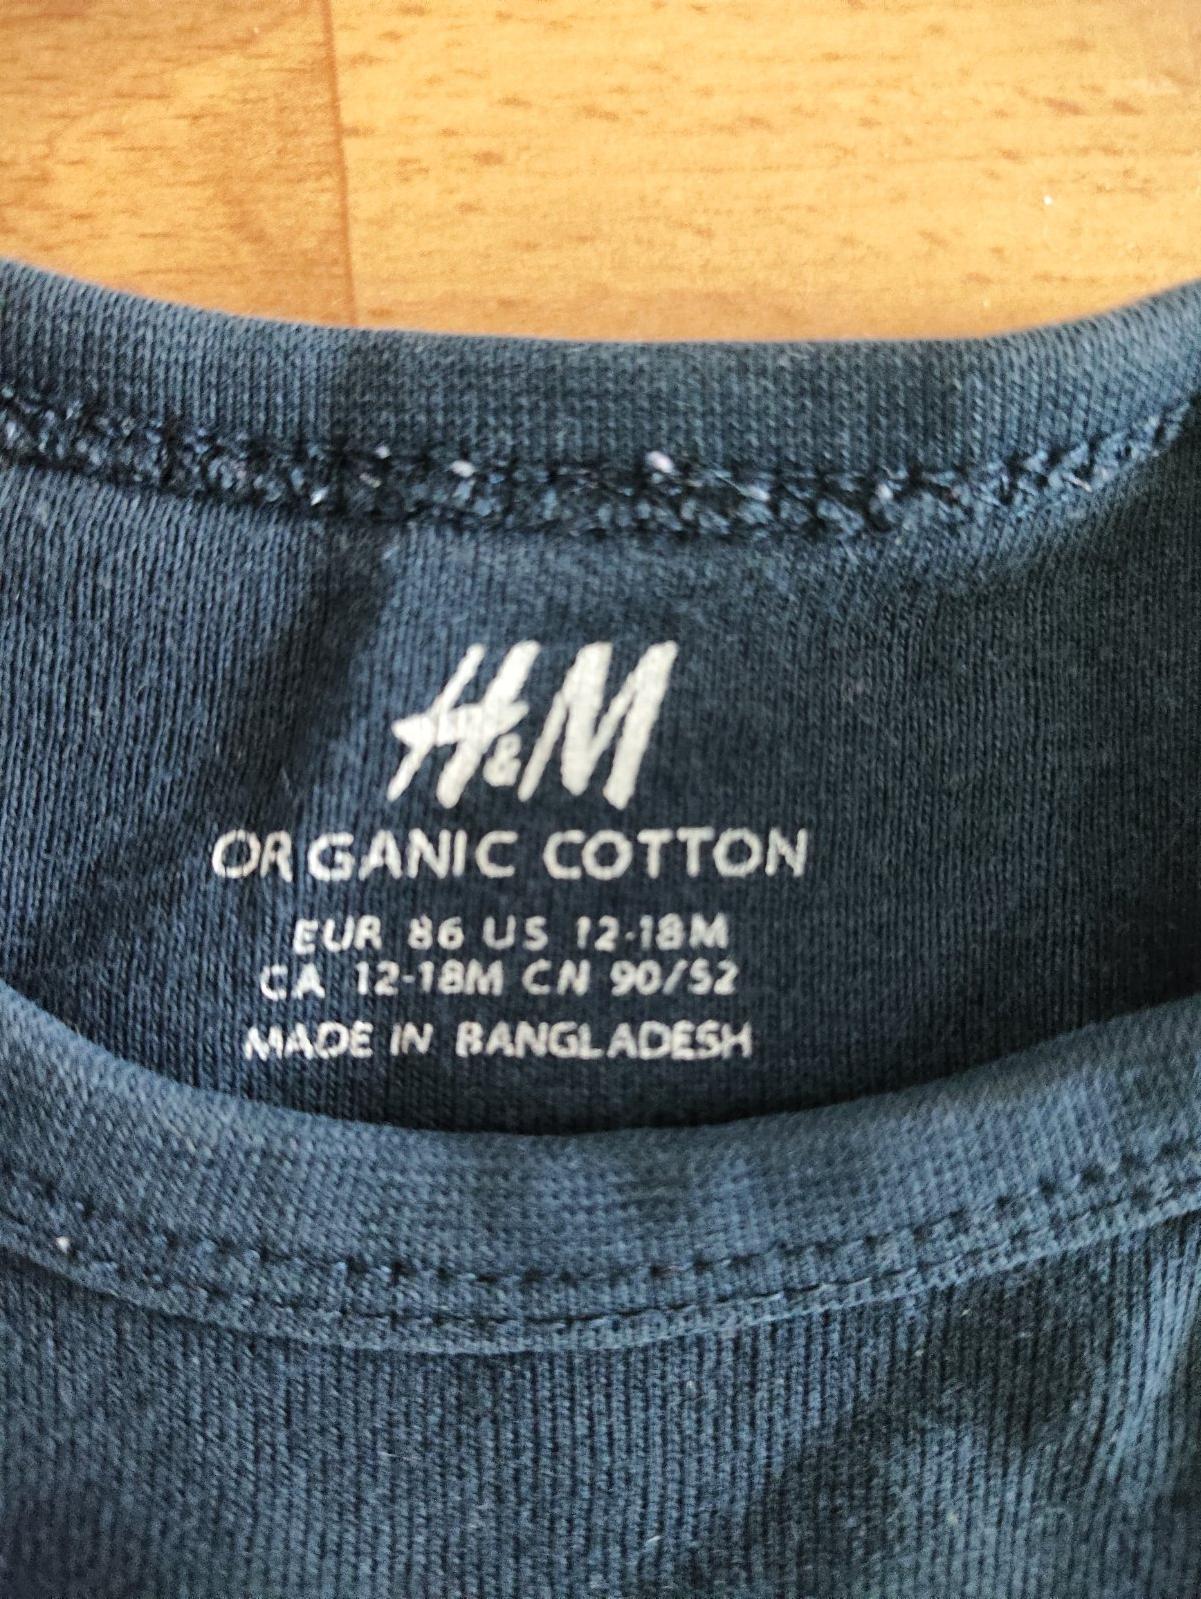 H&M
ORGANIC COTTON
EUR 86 US 12-18M
CA 12-18M CN 90/52
MADE IN BANGLADESH